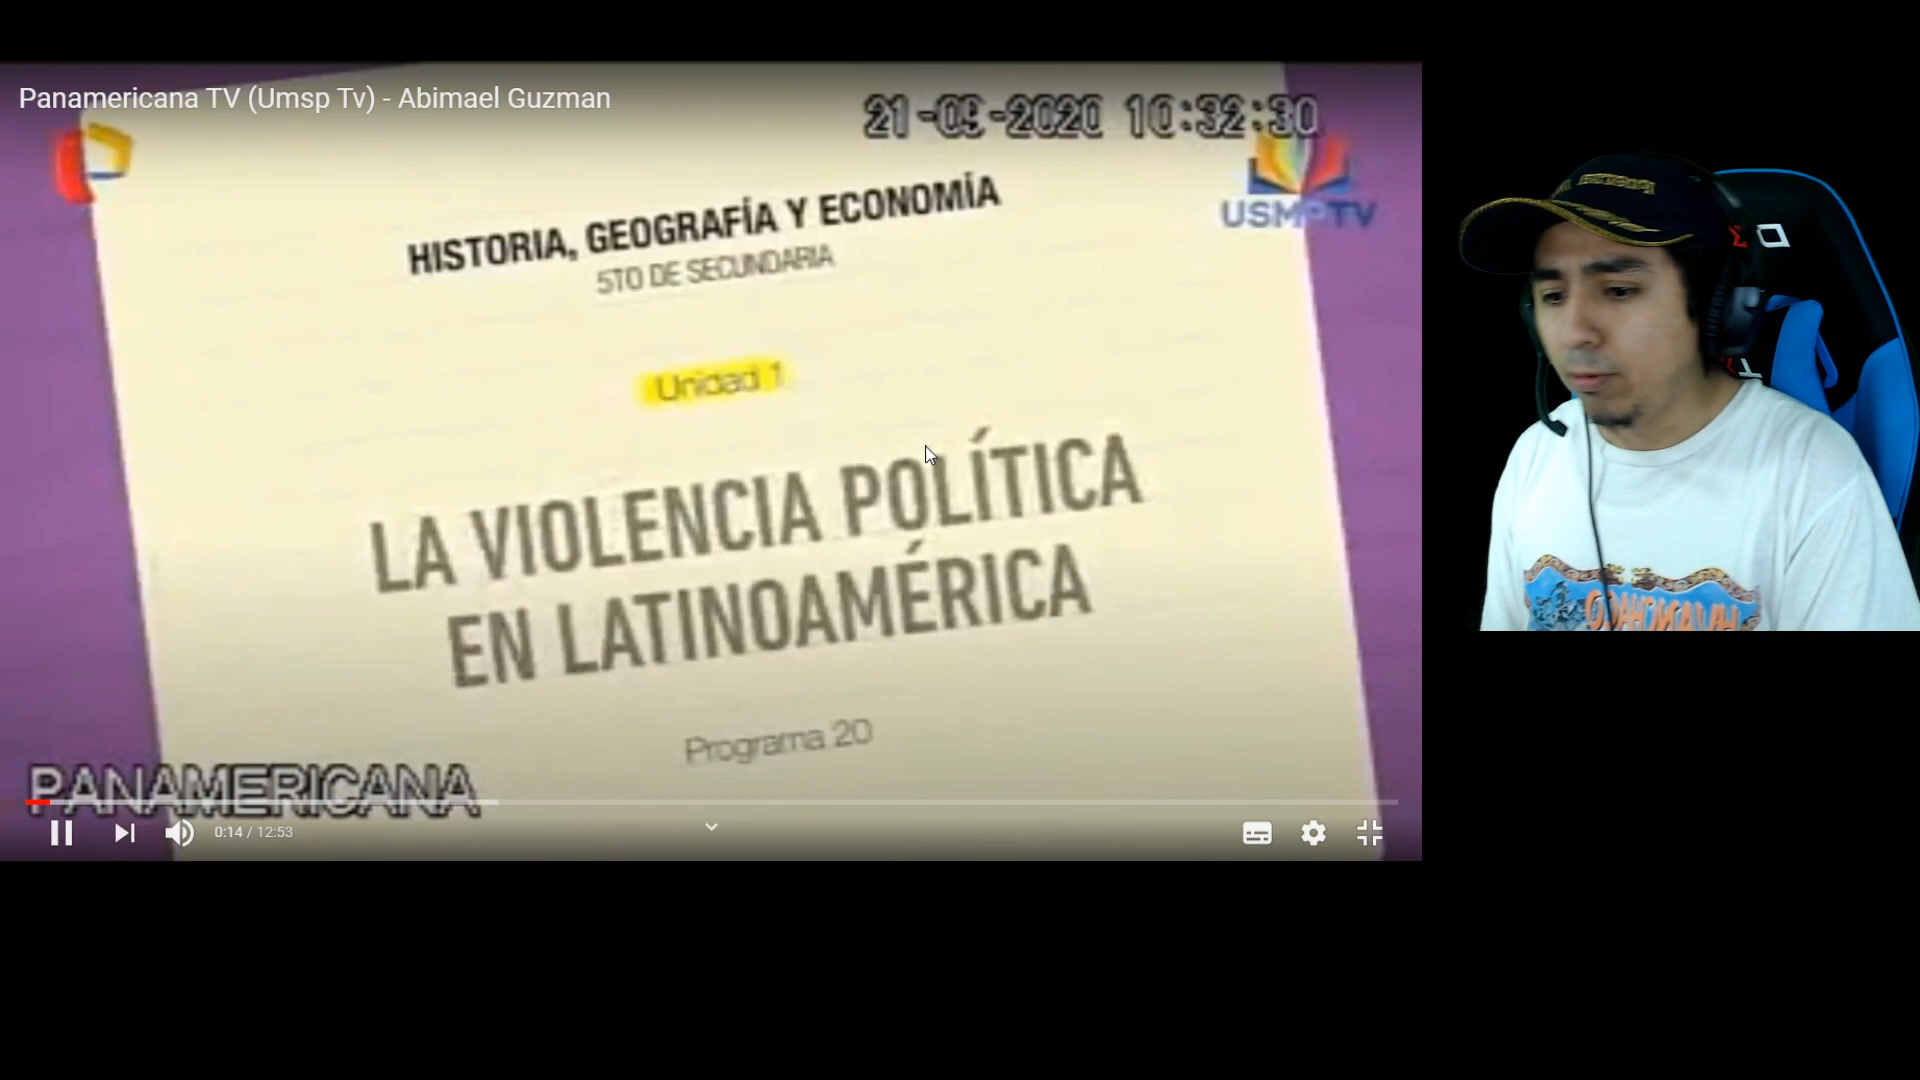 Panamericana TV (Umsp Tv) - Abimael Guzman
21-09-2020 10:32:30
USMPTV
HISTORIA, GEOGRAFÍA Y ECONOMÍA
5TO DE SECUNDARIA
Unidad 1
LA VIOLENCIA POLÍTICA
EN LATINOAMÉRICA
Programa 20
PANAMERICANA
0:14 / 12:53